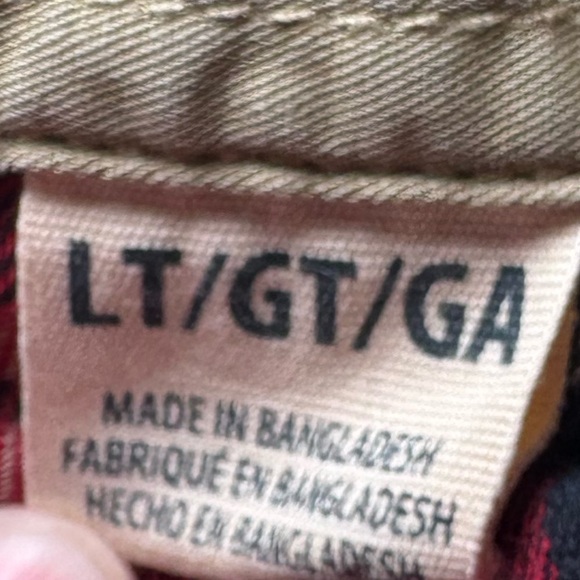 LT/GT/GA
MADE IN BANGLADESH
FABRIQUÉ EN BANGLADESH
HECHO EN BANGLADESH